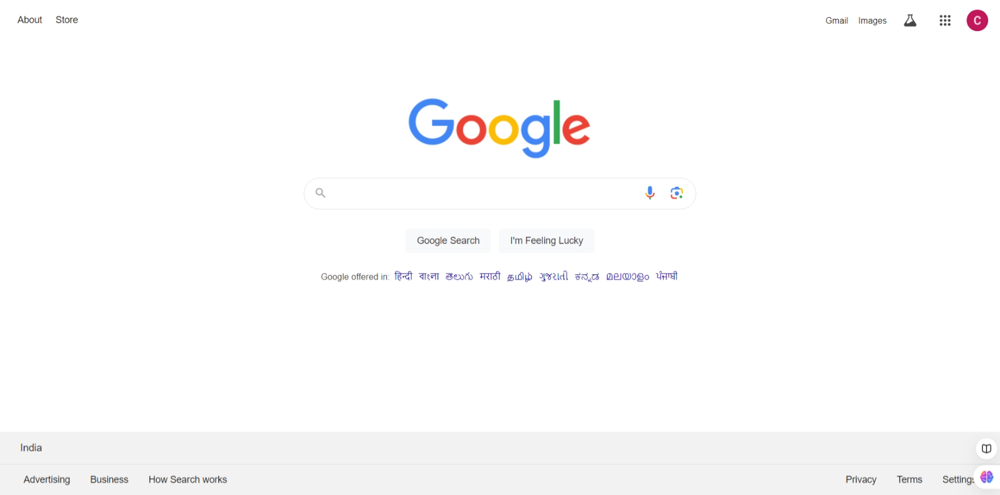 About Store Gmail Images C
Google
Google Search I'm Feeling Lucky
Google offered in: हिन्दी বাংলা తెలుగు मराठी தமிழ் ગુજરાતી ಕನ್ನಡ മലയാളം ਪੰਜਾਬੀ
India
Advertising Business How Search works Privacy Terms Settings